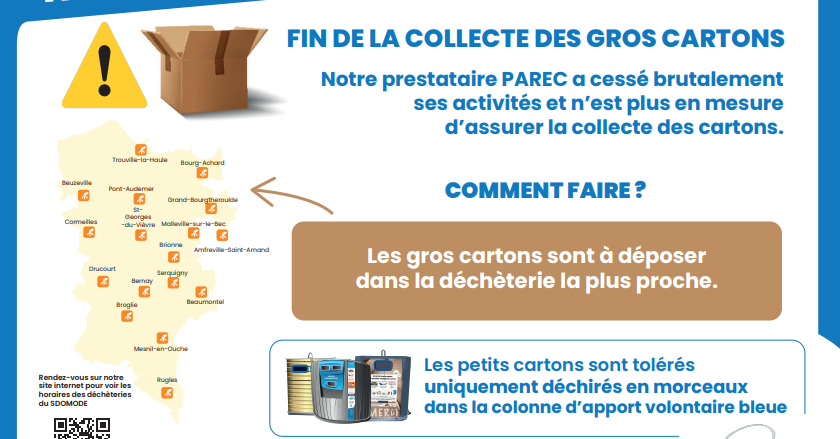 FIN DE LA COLLECTE DES GROS CARTONS
Notre prestataire PAREC a cessé brutalement
ses activités et n'est plus en mesure
d'assurer la collecte des cartons.
Trouville-la-Haule
Bourg-Achard
Beuzeville
Pont-Audemer
Grand-Bourgtheroulde
St-
Georges
-du-Vièvre
Cormeilles
Malleville-sur-le-Bec
Brionne
Amfreville-Saint-Amand
Drucourt
Serquigny
Bernay
Beaumontel
Broglie
Mesnil-en-Ouche
Rugles
COMMENT FAIRE ?
Les gros cartons sont à déposer
dans la déchèterie la plus proche.
Rendez-vous sur notre
site internet pour voir les
horaires des déchèteries
du SDOMODE
Les petits cartons sont tolérés
uniquement déchirés en morceaux
dans la colonne d'apport volontaire bleue